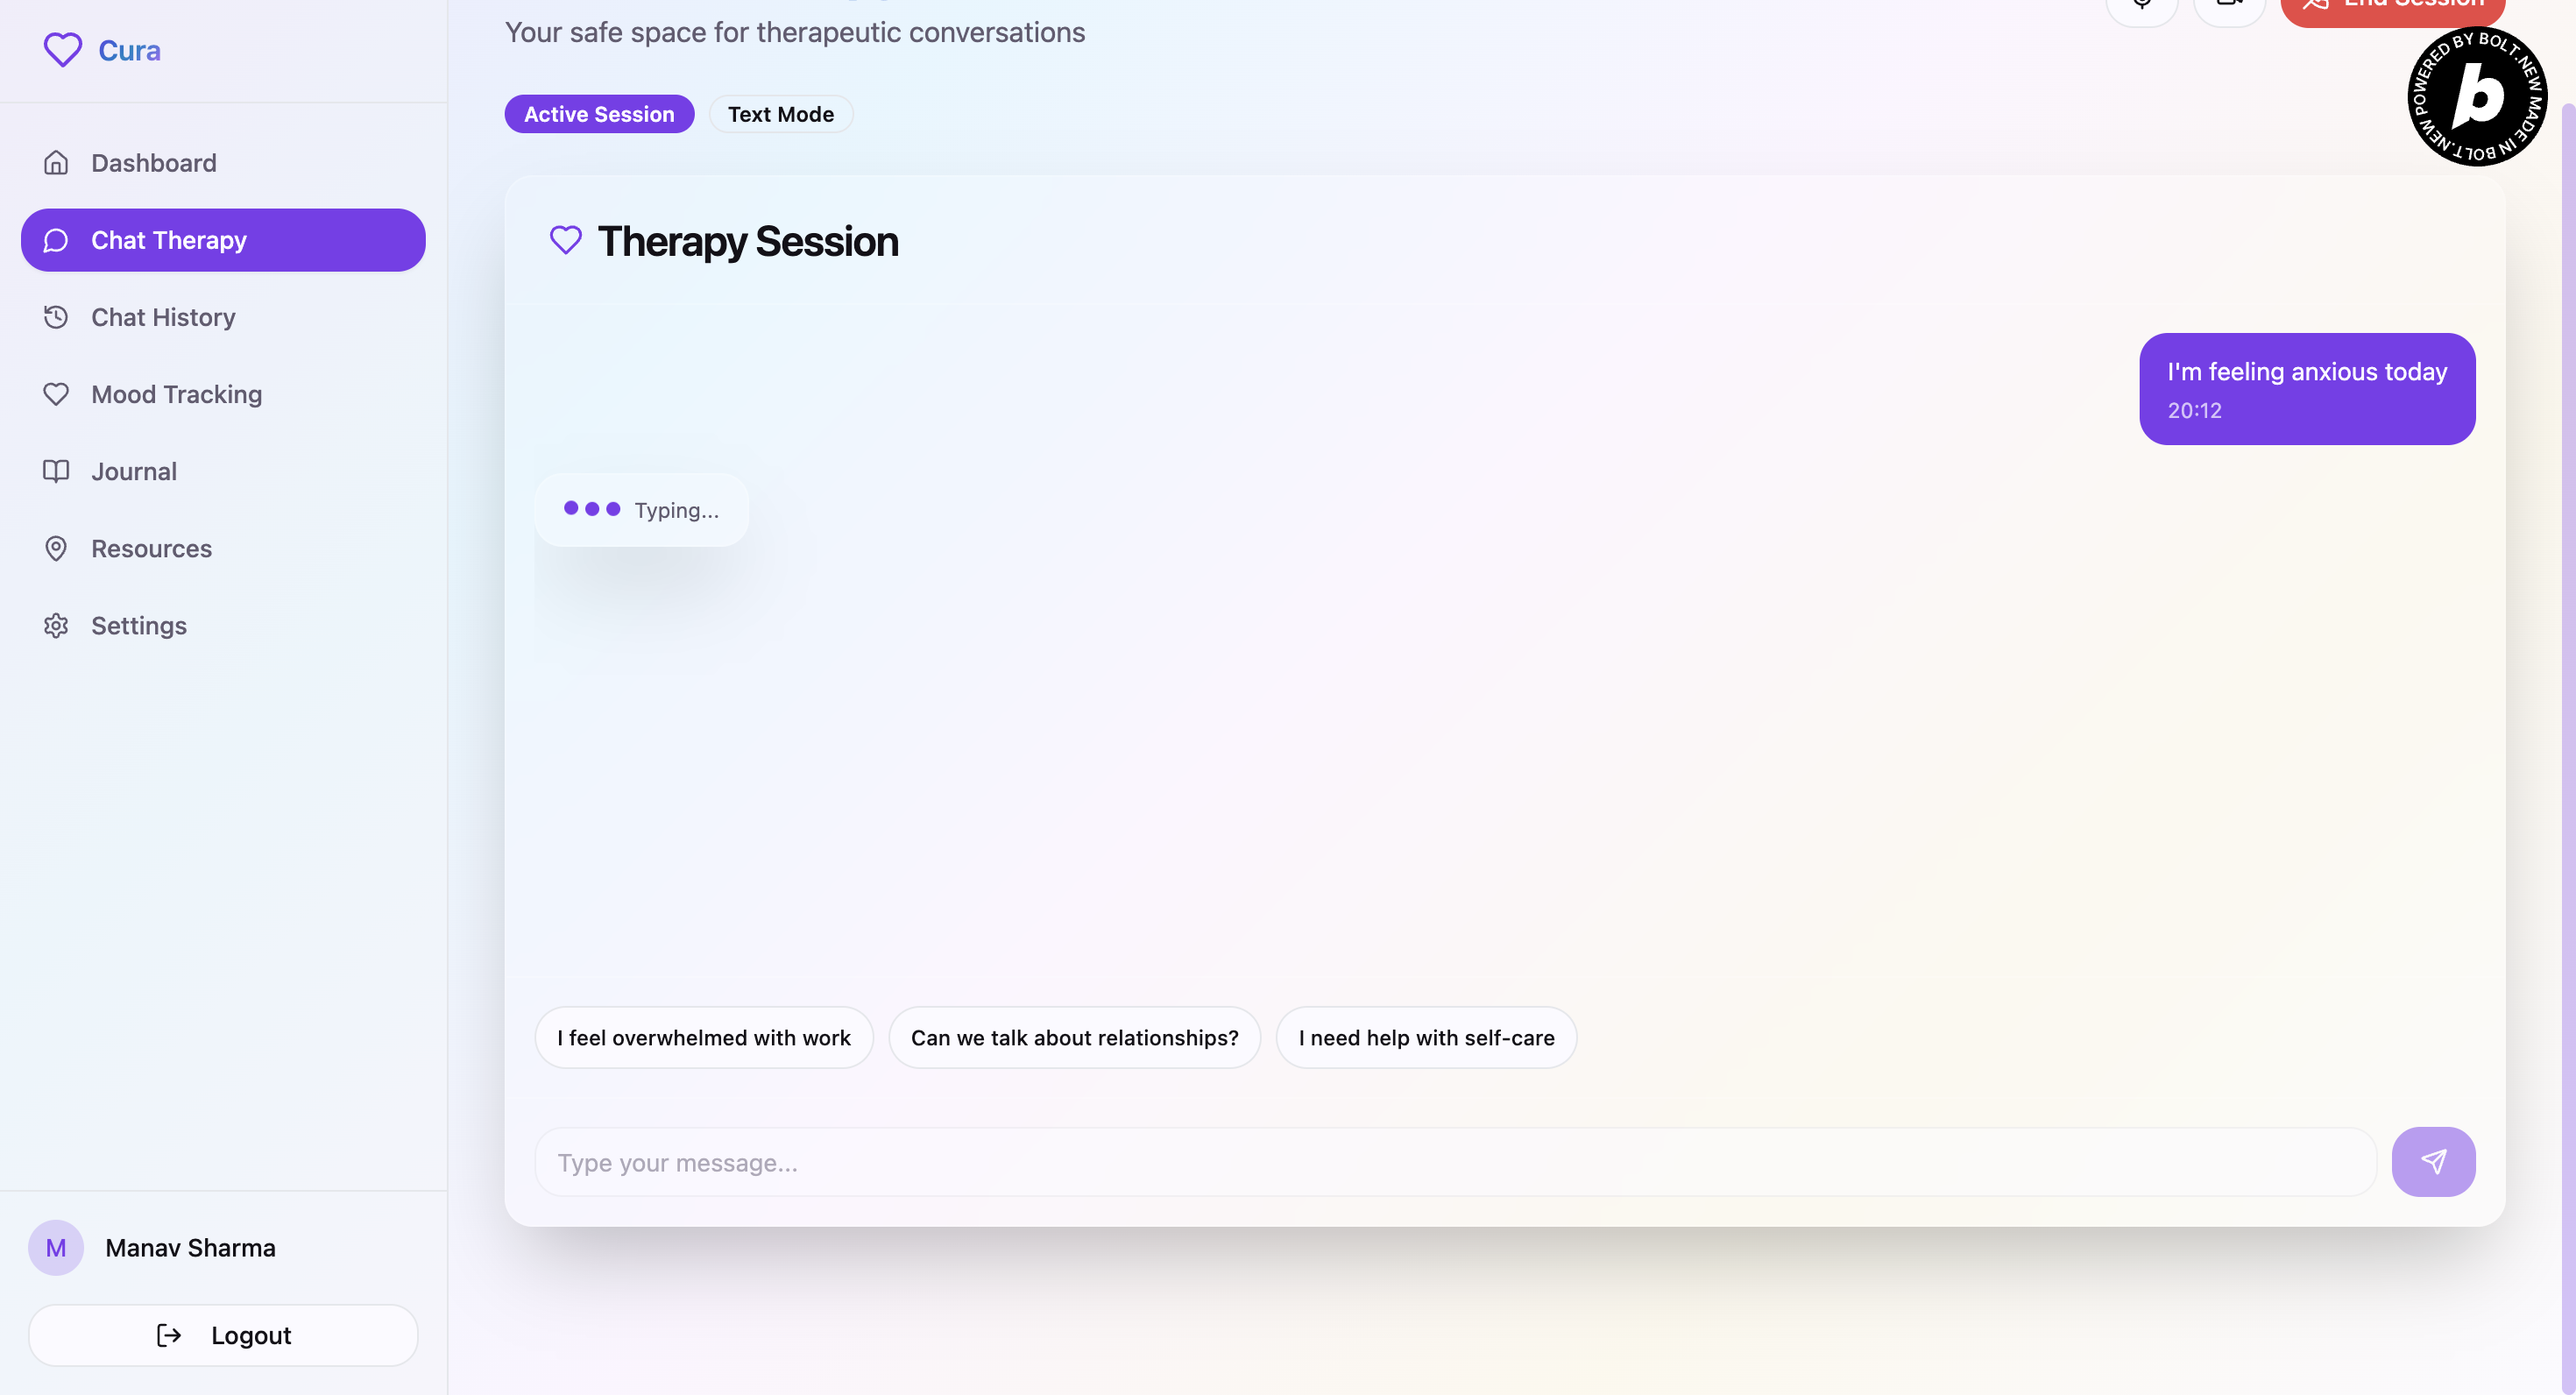 Cura
Dashboard
Chat Therapy
Chat History
Mood Tracking
Journal
Resources
Settings
Manav Sharma
M
Logout
Your safe space for therapeutic conversations
End Session
POWERED BY BOLT.NEW MADE IN BOLT.NEW
b
Active Session
Text Mode
Therapy Session
I'm feeling anxious today
20:12
Typing...
I feel overwhelmed with work
Can we talk about relationships?
I need help with self-care
Type your message...